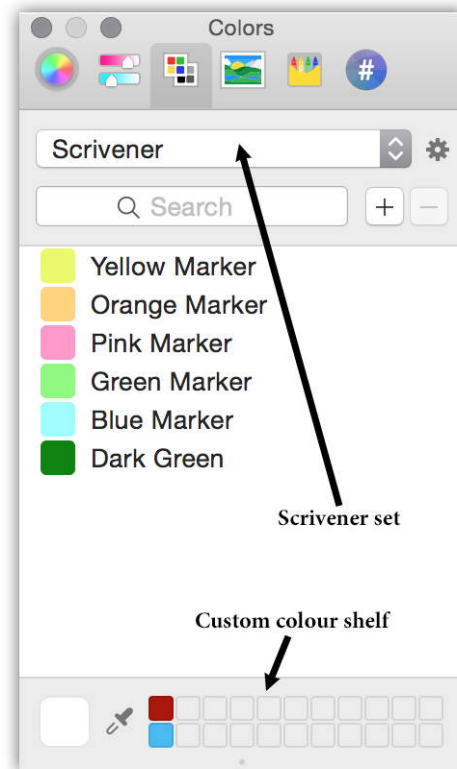 Colors
#
Scrivener
Search
Yellow Marker
Orange Marker
Pink Marker
Green Marker
Blue Marker
Dark Green
Scrivener set
Custom colour shelf